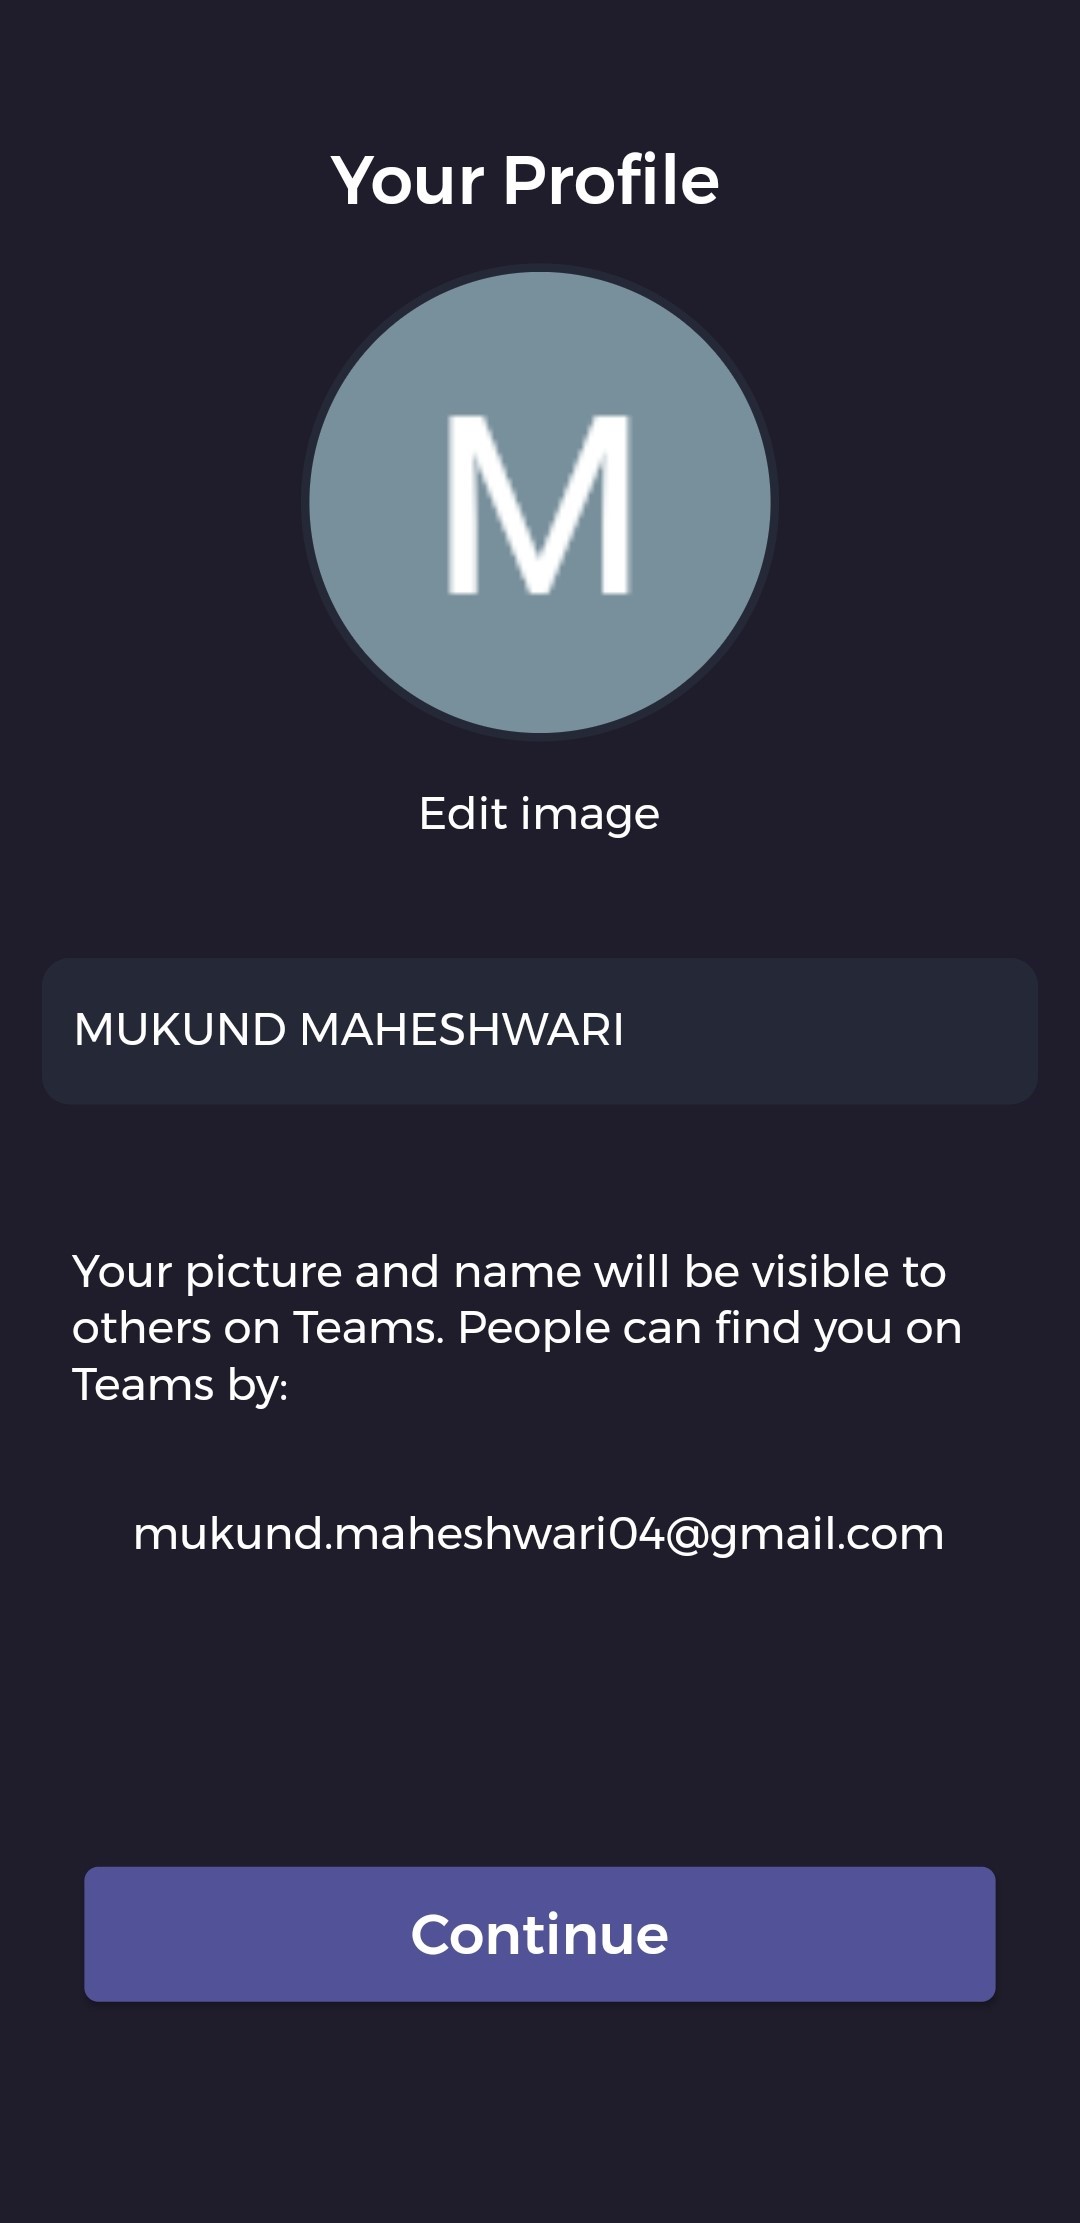 Your Profile
M
Edit image
MUKUND MAHESHWARI
Your picture and name will be visible to
others on Teams. People can find you on
Teams by:
mukund.maheshwari04@gmail.com
Continue